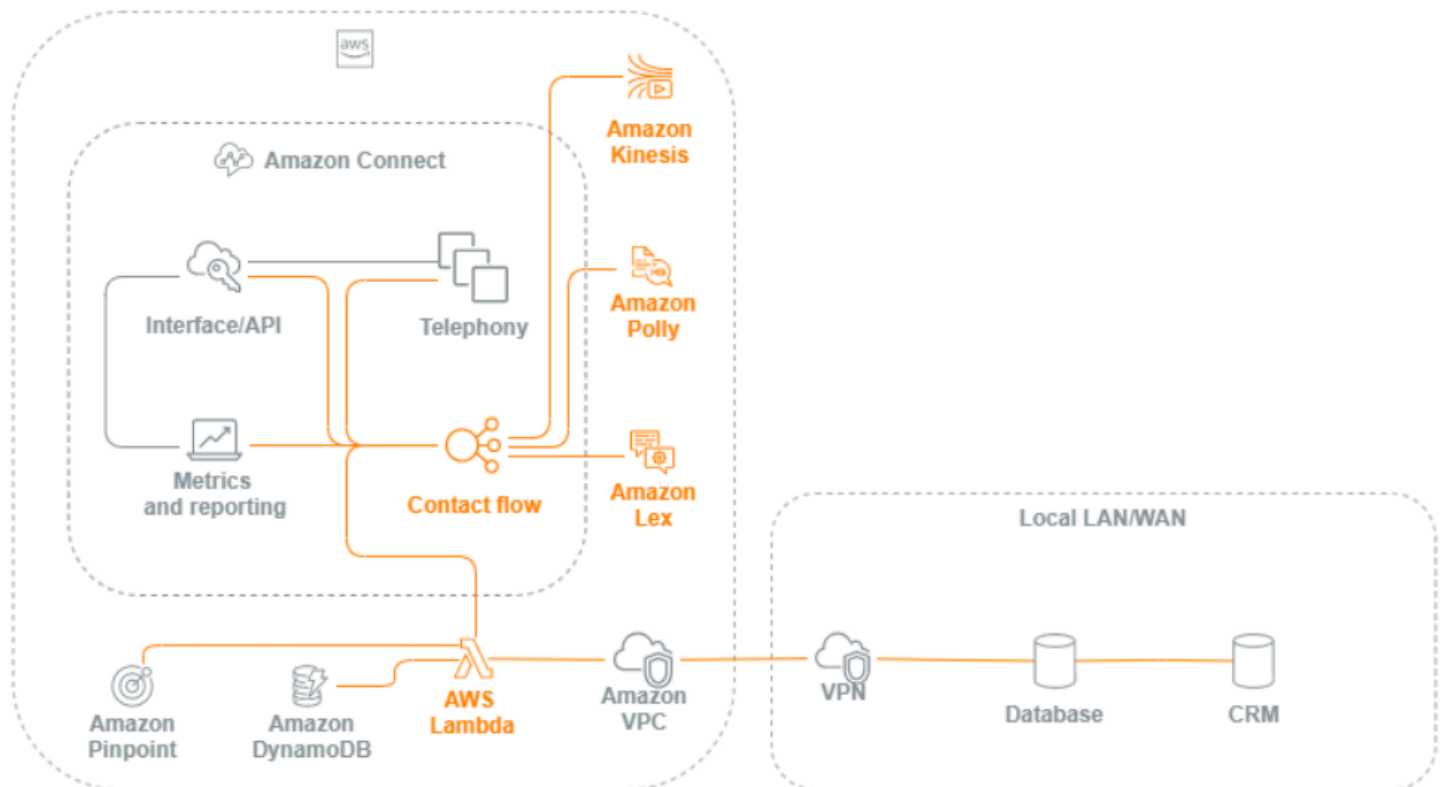 aws
Amazon
Kinesis
Amazon Connect
Interface/API
Telephony
Amazon
Polly
Metrics
and reporting
Contact flow
Amazon
Lex
Local LAN/WAN
Amazon
Pinpoint
Amazon
DynamoDB
AWS
Lambda
Amazon
VPC
VPN
Database
CRM